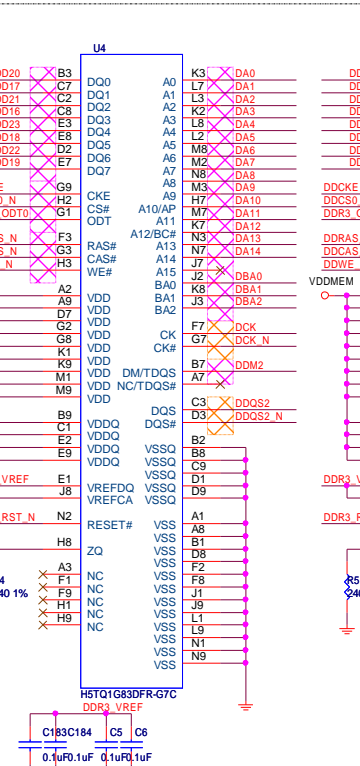 U4
DD20 B3 DQ0 A0 K3 DA0
DD17 C7 DQ1 A1 L7 DA1
DD21 C2 DQ2 A2 L3 DA2
DD16 C8 DQ3 A3 K2 DA3
DD23 E3 DQ4 A4 L8 DA4
DD18 E8 DQ5 A5 L2 DA5
DD22 D2 DQ6 A6 M8 DA6
DD19 E7 DQ7 A7 M2 DA7
A8 N8 DA8
G9 CKE A9 M3 DA9
H2 CS# A10/AP H7 DA10
ODT0 G1 ODT A11 M7 DA11
A12/BC# K7 DA12
F3 RAS# A13 N3 DA13
G3 CAS# A14 N7 DA14
H3 WE# A15 J7
BA0 J2 DBA0
A2 VDD BA1 K8 DBA1
A9 VDD BA2 J3 DBA2
D7 VDD
G2 VDD CK F7 DCK
G8 VDD CK# G7 DCK_N
K1 VDD
K9 VDD DM/TDQS B7 DDM2
M1 VDD NC/TDQS# A7
M9 VDD
DQS C3 DDQS2
B9 VDDQ DQS# D3 DDQS2_N
C1 VDDQ
E2 VDDQ VSSQ B2
E9 VDDQ VSSQ B8
VSSQ C9
VREF E1 VREFDQ VSSQ D1
J8 VREFCA VSSQ D9
RST_N N2 RESET# VSS A1
VSS A8
H8 ZQ VSS B1
VSS D8
A3 NC VSS F2
F1 NC VSS F8
F9 NC VSS J1
H1 NC VSS J9
H9 NC VSS L1
VSS L9
VSS N1
VSS N9
40 1%
H5TQ1G83DFR-G7C
DDR3_VREF
C183 C184 C5 C6
0.1uF 0.1uF 0.1uF 0.1uF
DDCKE
DDCS0
DDR3_
DDRAS
DDCAS
DDWE_
VDDMEM
DDR3_V
DDR3_R
R5